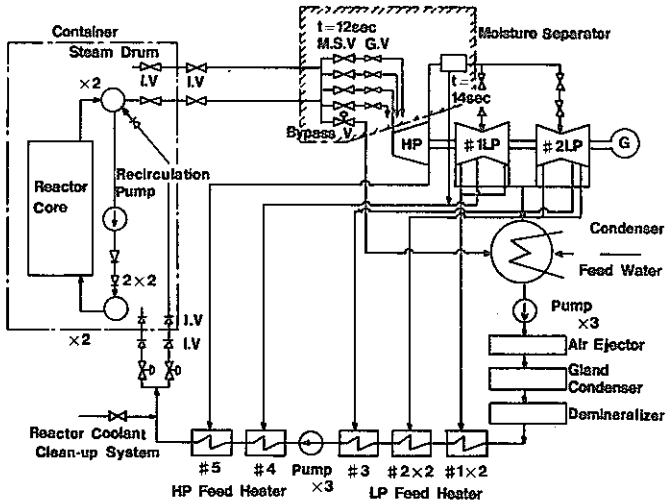 Container
Steam Drum
I.V
I.V
×2
Recirculation
Pump
Reactor
Core
2×2
×2
I.V
I.V
t=12sec
M.S.V G.V
Bypass V.
Moisture Separator
t=
14sec
HP
#1LP
#2LP
G
Condenser
Feed Water
Pump
×3
Air Ejector
Gland
Condenser
Demineralizer
Reactor Coolant
Clean-up System
#5
#4
Pump
×3
#3
#2×2
#1×2
HP Feed Heater
LP Feed Heater